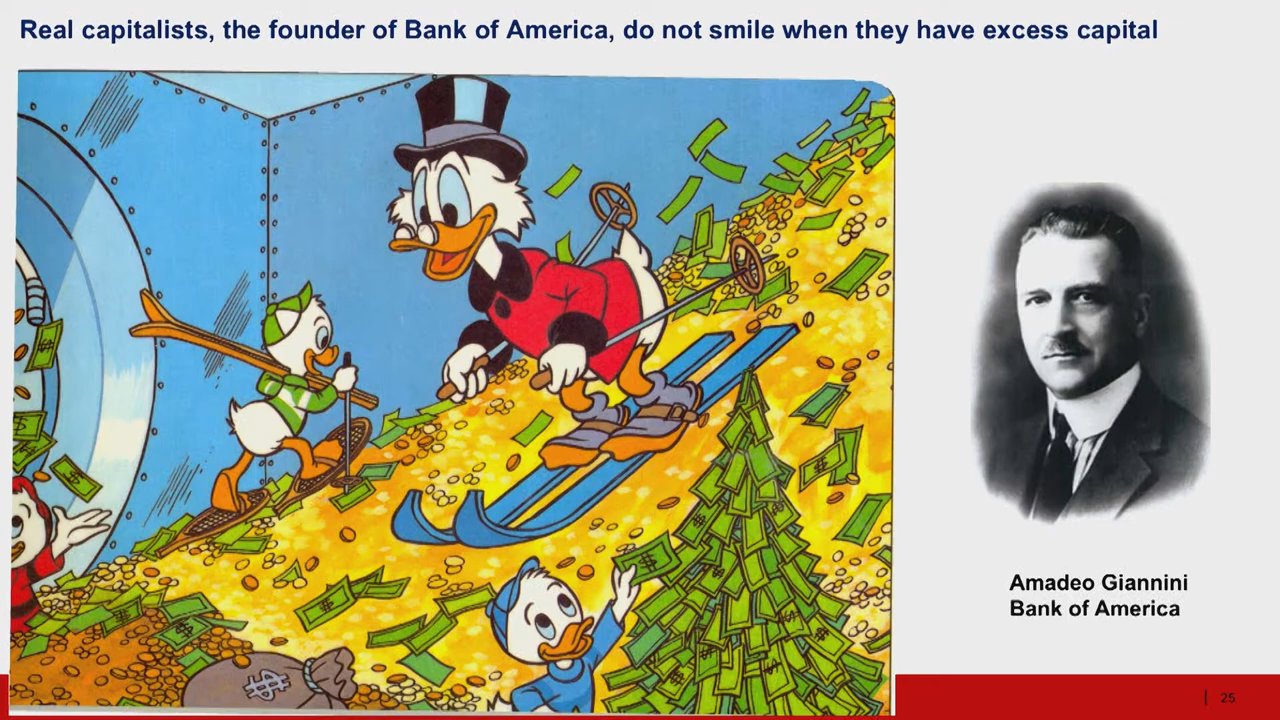 Real capitalists, the founder of Bank of America, do not smile when they have excess capital
Amadeo Giannini
Bank of America
| 25